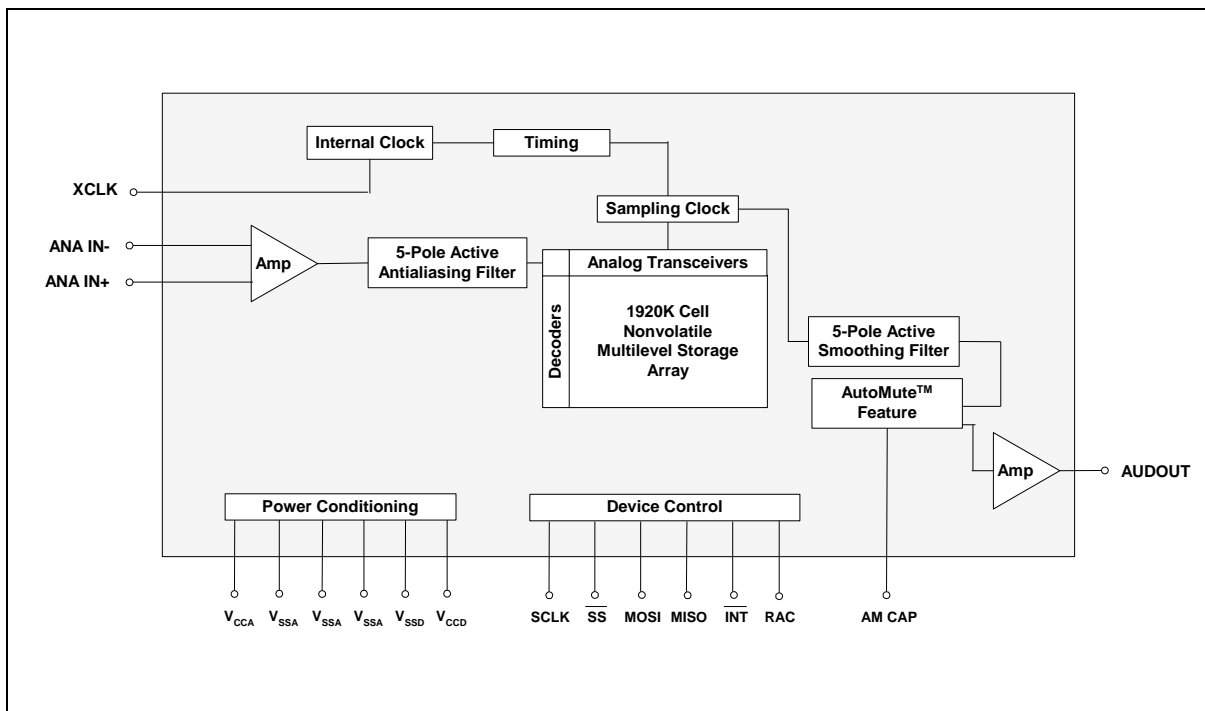 Internal Clock
Timing
XCLK
Sampling Clock
ANA IN-
ANA IN+
Amp
5-Pole Active
Antialiasing Filter
Analog Transceivers
Decoders
1920K Cell
Nonvolatile
Multilevel Storage
Array
5-Pole Active
Smoothing Filter
AutoMute™
Feature
Amp
AUDOUT
Power Conditioning
Device Control
VCCA
VSSA
VSSA
VSSA
VSSD
VCCD
SCLK
SS
MOSI
MISO
INT
RAC
AM CAP